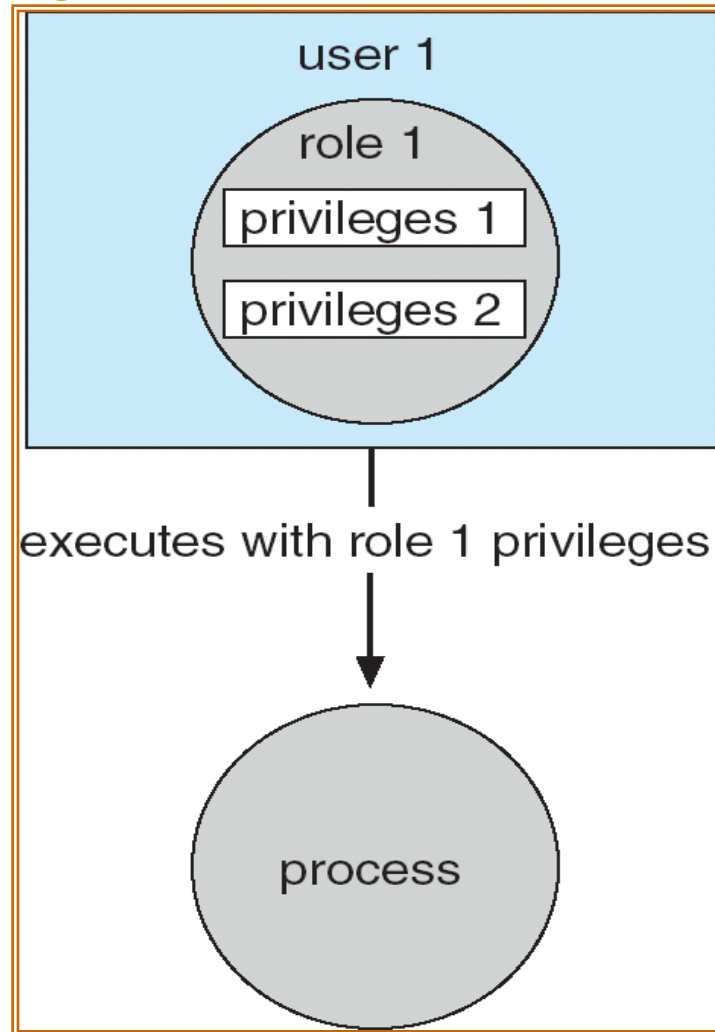 user 1
role 1
privileges 1
privileges 2
executes with role 1 privileges
process